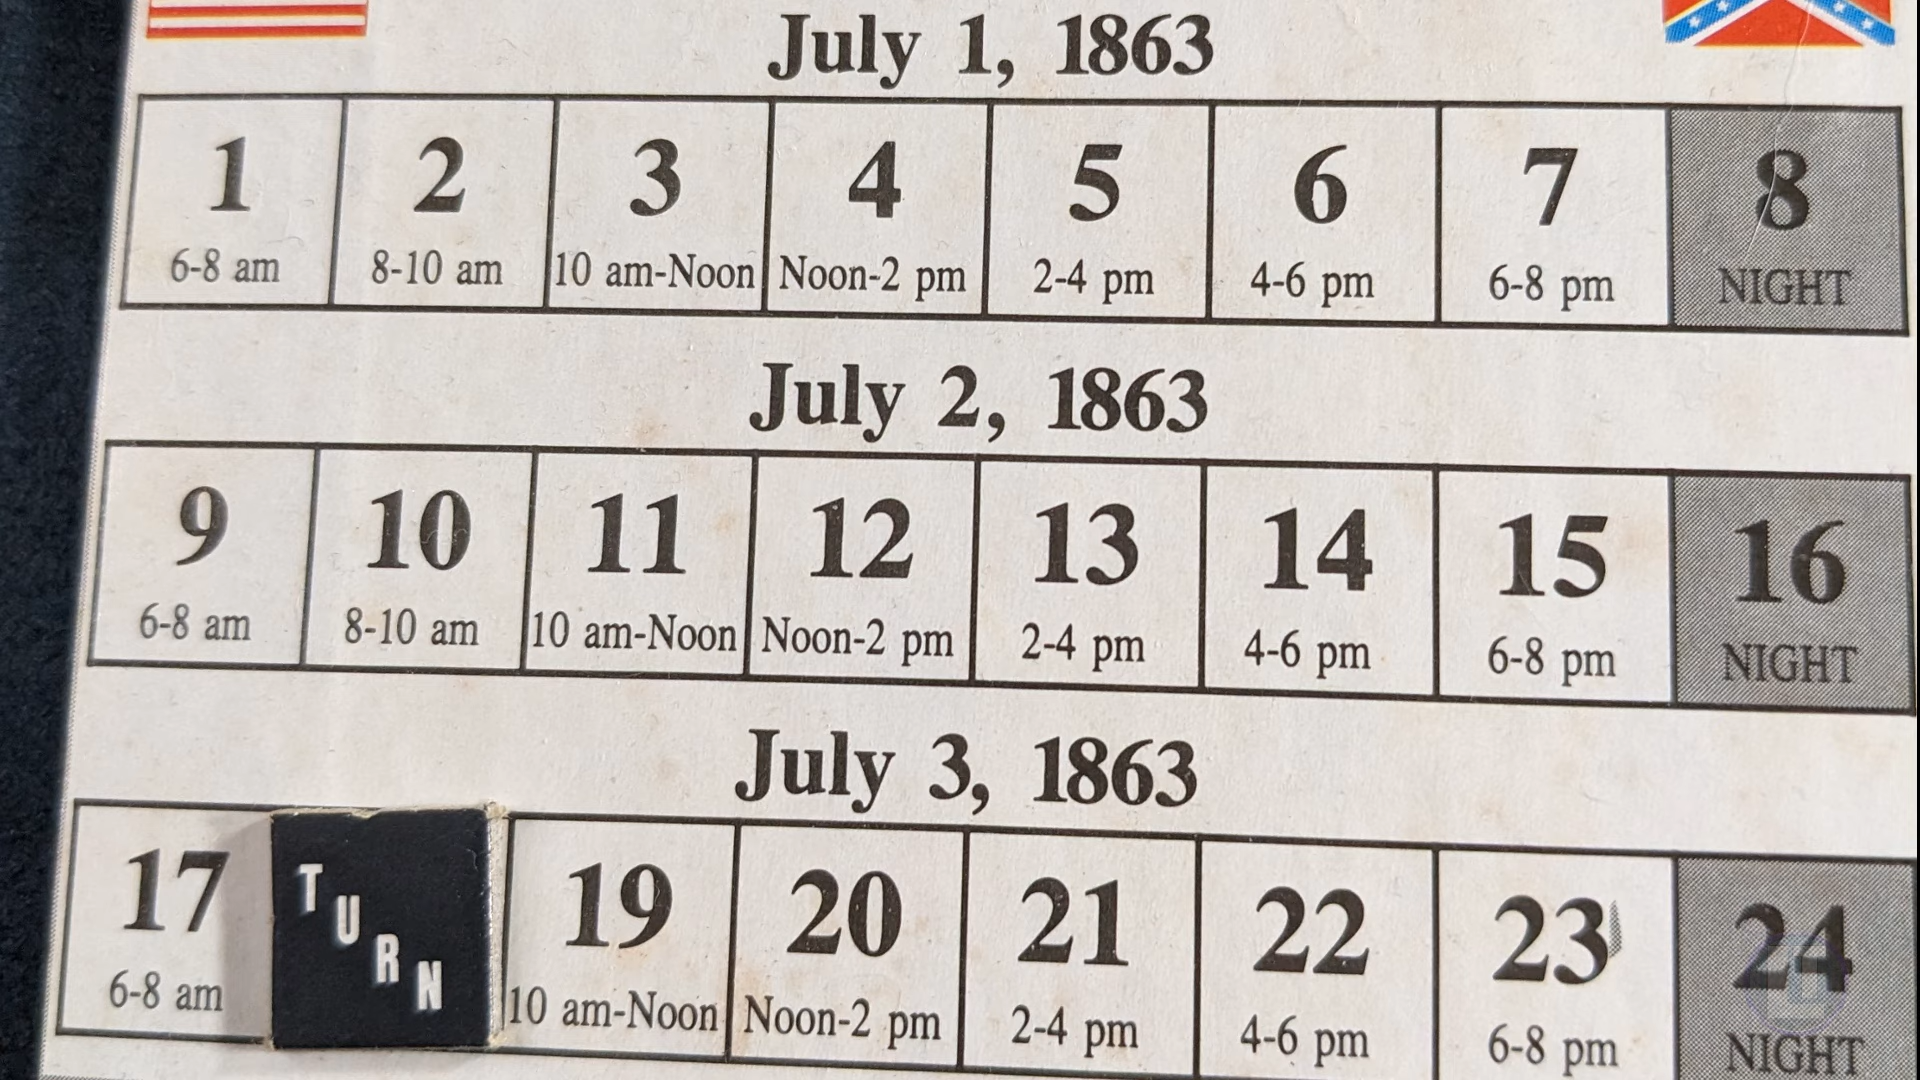 July 1, 1863
1 2 3 4 5 6 7 8
6-8 am 8-10 am 10 am-Noon Noon-2 pm 2-4 pm 4-6 pm 6-8 pm NIGHT
July 2, 1863
9 10 11 12 13 14 15 16
6-8 am 8-10 am 10 am-Noon Noon-2 pm 2-4 pm 4-6 pm 6-8 pm NIGHT
July 3, 1863
17 TURN 19 20 21 22 23 24
6-8 am 10 am-Noon Noon-2 pm 2-4 pm 4-6 pm 6-8 pm NIGHT